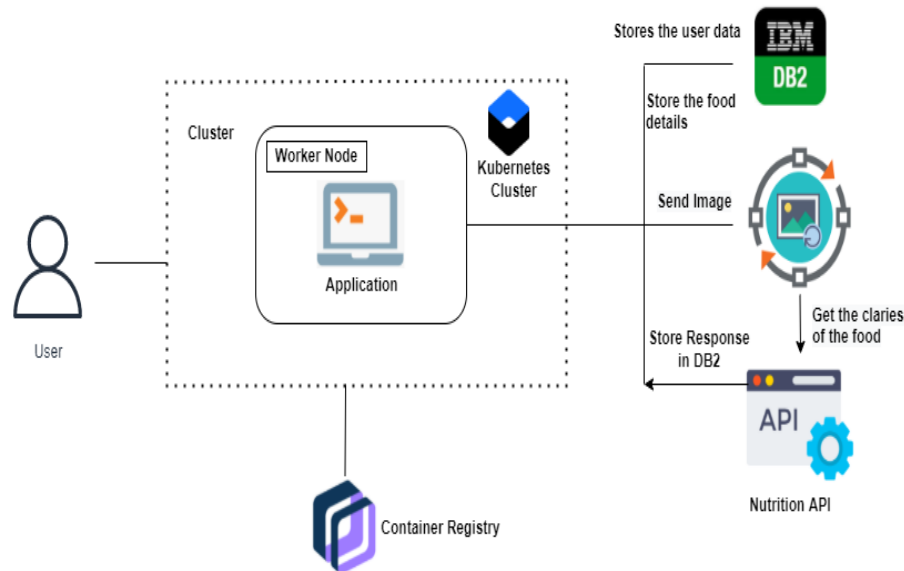 Stores the user data
IBM
DB2
Store the food
details
Cluster
Worker Node
Kubernetes
Cluster
Application
Send Image
User
Get the claries
of the food
Store Response
in DB2
API
Nutrition API
Container Registry